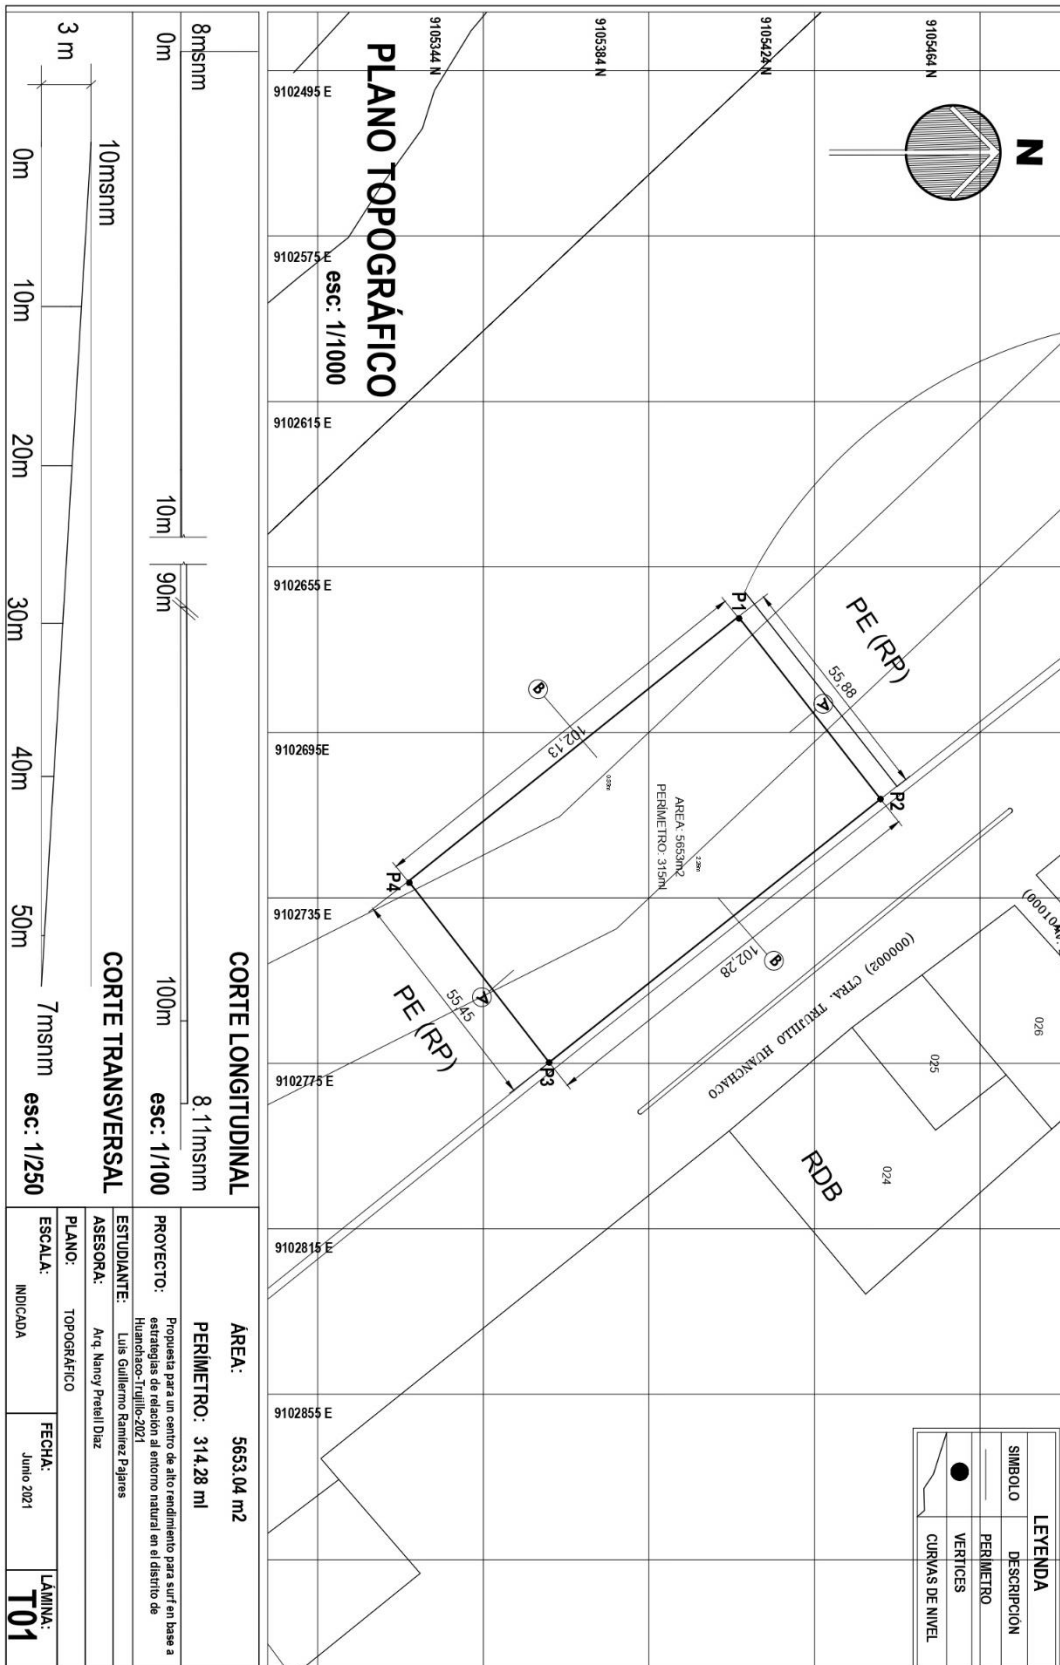 N
9105464 N
9105424 N
9105384 N
9105344 N
9102495 E
9102575 E
9102615 E
9102655 E
9102695E
9102735 E
9102775 E
9102815 E
9102855 E
PLANO TOPOGRÁFICO
esc: 1/1000
PE (RP)
55,88
P1
P2
A
B
102,13
0.89m
2.39m
AREA: 5653m2
PERÍMETRO: 315ml
B
102,28
P4
P3
A
55,45
PE (RP)
(000002) CTRA. TRUJILLO HUANCHACO
026
025
024
RDB
LEYENDA
SIMBOLO
DESCRIPCIÓN
PERIMETRO
VERTICES
CURVAS DE NIVEL
8msnm
0m
10m
90m
100m
8.11msnm
CORTE LONGITUDINAL
esc: 1/100
3 m
10msnm
0m
10m
20m
30m
40m
50m
7msnm
CORTE TRANSVERSAL
esc: 1/250
ÁREA: 5653.04 m2
PERÍMETRO: 314.28 ml
PROYECTO: Propuesta para un centro de alto rendimiento para surf en base a
estrategias de relación al entorno natural en el distrito de
Huanchaco-Trujillo-2021
ESTUDIANTE: Luis Guillermo Ramírez Pajares
ASESORA: Arq. Nancy Pretell Diaz
PLANO: TOPOGRÁFICO
ESCALA: INDICADA
FECHA: Junio 2021
LÁMINA: T01